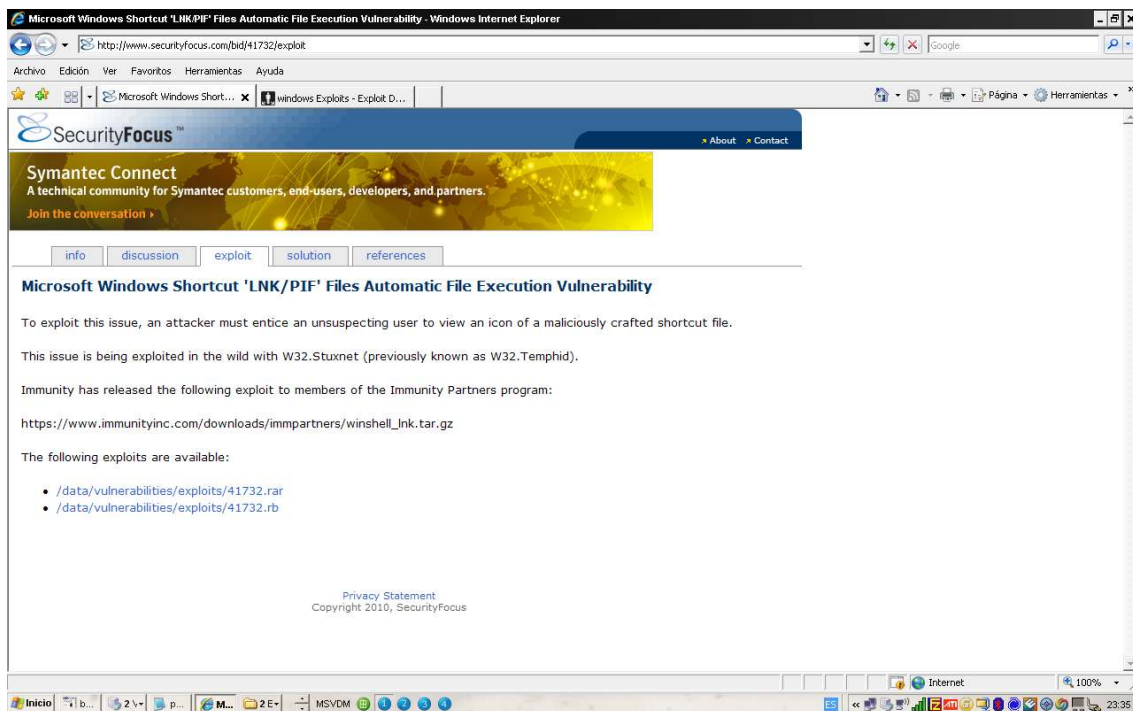 Microsoft Windows Shortcut 'LNK/PIF' Files Automatic File Execution Vulnerability - Windows Internet Explorer
http://www.securityfocus.com/bid/41732/exploit
Google
Archivo Edición Ver Favoritos Herramientas Ayuda
Microsoft Windows Short... windows Exploits - Exploit D...
Página Herramientas
SecurityFocus™
About Contact
Symantec Connect
A technical community for Symantec customers, end-users, developers, and partners.
Join the conversation
info discussion exploit solution references
Microsoft Windows Shortcut 'LNK/PIF' Files Automatic File Execution Vulnerability
To exploit this issue, an attacker must entice an unsuspecting user to view an icon of a maliciously crafted shortcut file.
This issue is being exploited in the wild with W32.Stuxnet (previously known as W32.Temphid).
Immunity has released the following exploit to members of the Immunity Partners program:
https://www.immunityinc.com/downloads/immpartners/winshell_lnk.tar.gz
The following exploits are available:
• /data/vulnerabilities/exploits/41732.rar
• /data/vulnerabilities/exploits/41732.rb
Privacy Statement
Copyright 2010, SecurityFocus
Internet 100%
Inicio b... 2 p... M... 2 E MSVDM 1 2 3 4 ES 23:35